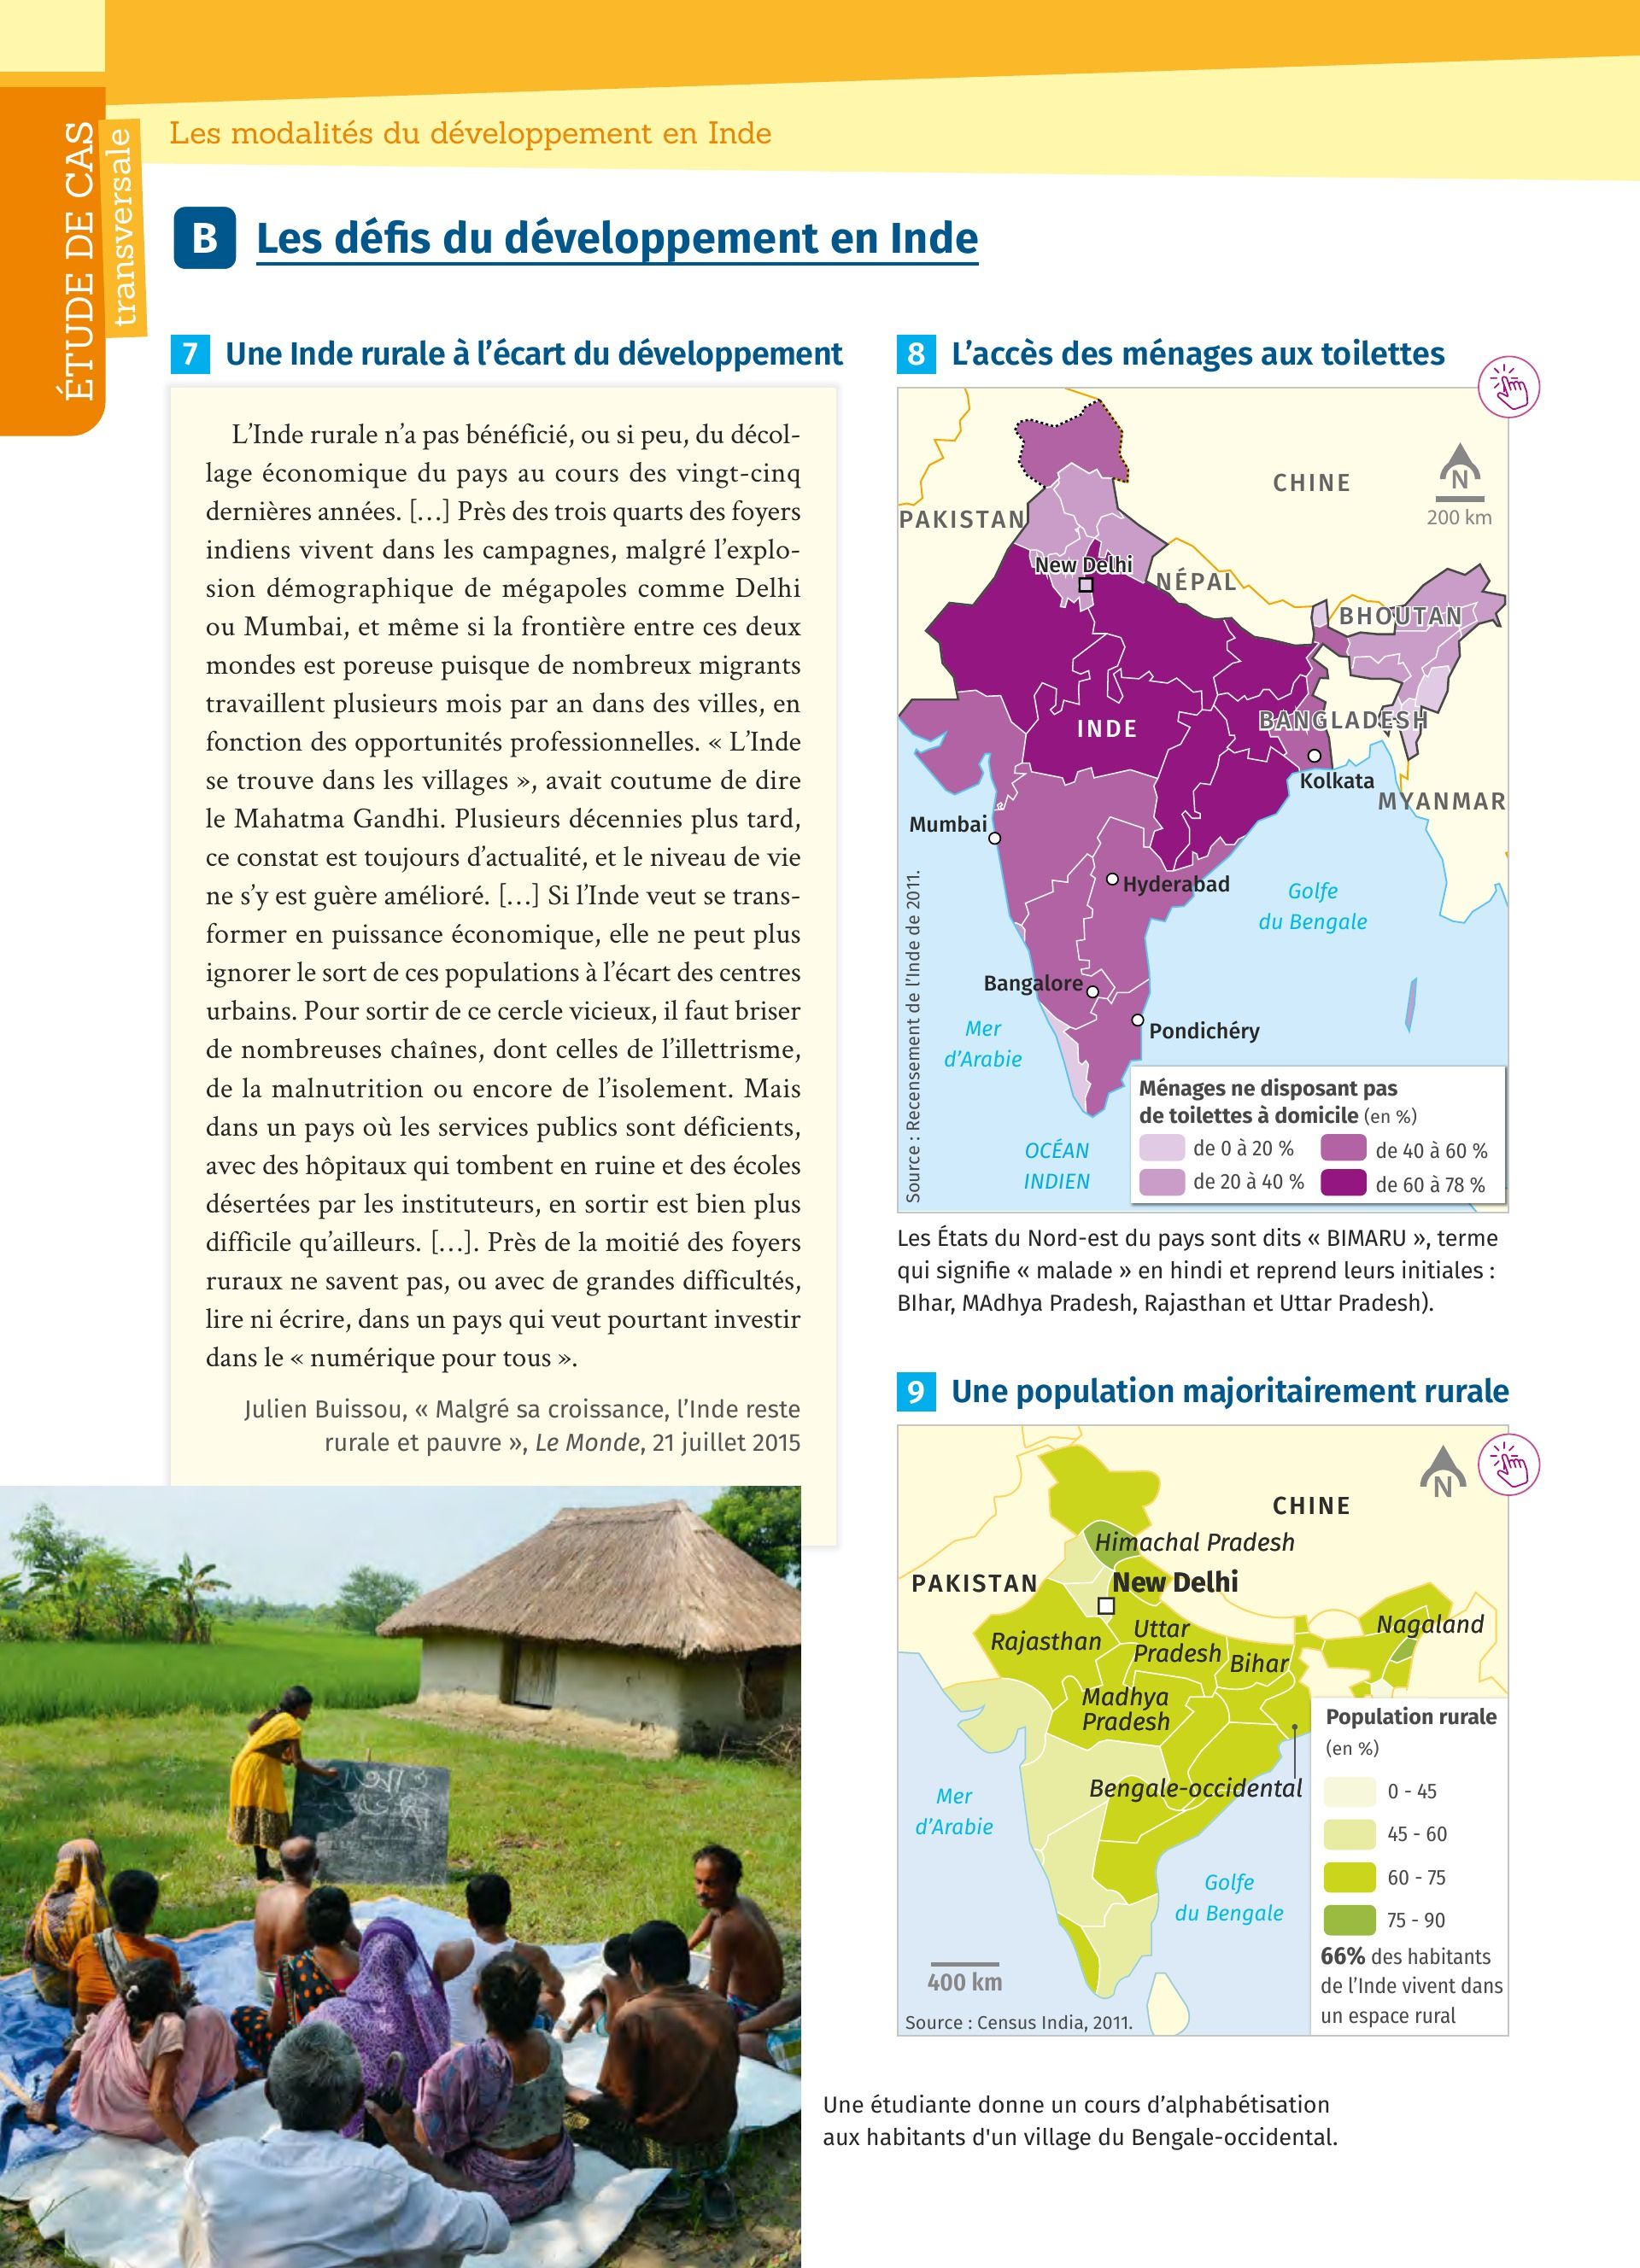 ÉTUDE DE CAS
transversale
Les modalités du développement en Inde
B Les défis du développement en Inde
7 Une Inde rurale à l’écart du développement
L’Inde rurale n’a pas bénéficié, ou si peu, du décol-
lage économique du pays au cours des vingt-cinq
dernières années. […] Près des trois quarts des foyers
indiens vivent dans les campagnes, malgré l’explo-
sion démographique de mégapoles comme Delhi
ou Mumbai, et même si la frontière entre ces deux
mondes est poreuse puisque de nombreux migrants
travaillent plusieurs mois par an dans des villes, en
fonction des opportunités professionnelles. « L’Inde
se trouve dans les villages », avait coutume de dire
le Mahatma Gandhi. Plusieurs décennies plus tard,
ce constat est toujours d’actualité, et le niveau de vie
ne s’y est guère amélioré. […] Si l’Inde veut se trans-
former en puissance économique, elle ne peut plus
ignorer le sort de ces populations à l’écart des centres
urbains. Pour sortir de ce cercle vicieux, il faut briser
de nombreuses chaînes, dont celles de l’illettrisme,
de la malnutrition ou encore de l’isolement. Mais
dans un pays où les services publics sont déficients,
avec des hôpitaux qui tombent en ruine et des écoles
désertées par les instituteurs, en sortir est bien plus
difficile qu’ailleurs. […]. Près de la moitié des foyers
ruraux ne savent pas, ou avec de grandes difficultés,
lire ni écrire, dans un pays qui veut pourtant investir
dans le « numérique pour tous ».
Julien Buissou, « Malgré sa croissance, l’Inde reste
rurale et pauvre », Le Monde, 21 juillet 2015
8 L’accès des ménages aux toilettes
CHINE
N
200 km
PAKISTAN
New Delhi
NÉPAL
BHOUTAN
INDE
BANGLADESH
Kolkata
MYANMAR
Mumbai
Hyderabad
Golfe
du Bengale
Bangalore
Mer
d’Arabie
Pondichéry
OCÉAN
INDIEN
Ménages ne disposant pas
de toilettes à domicile (en %)
de 0 à 20 %
de 40 à 60 %
de 20 à 40 %
de 60 à 78 %
Source : Recensement de l’Inde de 2011.
Les États du Nord-est du pays sont dits « BIMARU », terme
qui signifie « malade » en hindi et reprend leurs initiales :
BIhar, MAdhya Pradesh, Rajasthan et Uttar Pradesh).
9 Une population majoritairement rurale
N
CHINE
Himachal Pradesh
PAKISTAN
New Delhi
Nagaland
Rajasthan
Uttar
Pradesh
Bihar
Madhya
Pradesh
Bengale-occidental
Mer
d’Arabie
Golfe
du Bengale
400 km
Source : Census India, 2011.
Population rurale
(en %)
0 - 45
45 - 60
60 - 75
75 - 90
66% des habitants
de l’Inde vivent dans
un espace rural
Une étudiante donne un cours d’alphabétisation
aux habitants d'un village du Bengale-occidental.